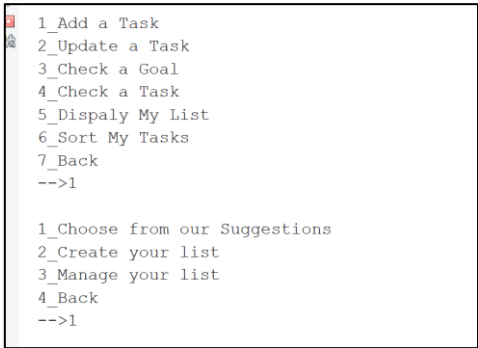 1_Add a Task
2_Update a Task
3_Check a Goal
4_Check a Task
5_Dispaly My List
6_Sort My Tasks
7_Back
-->1
1_Choose from our Suggestions
2_Create your list
3_Manage your list
4_Back
-->1